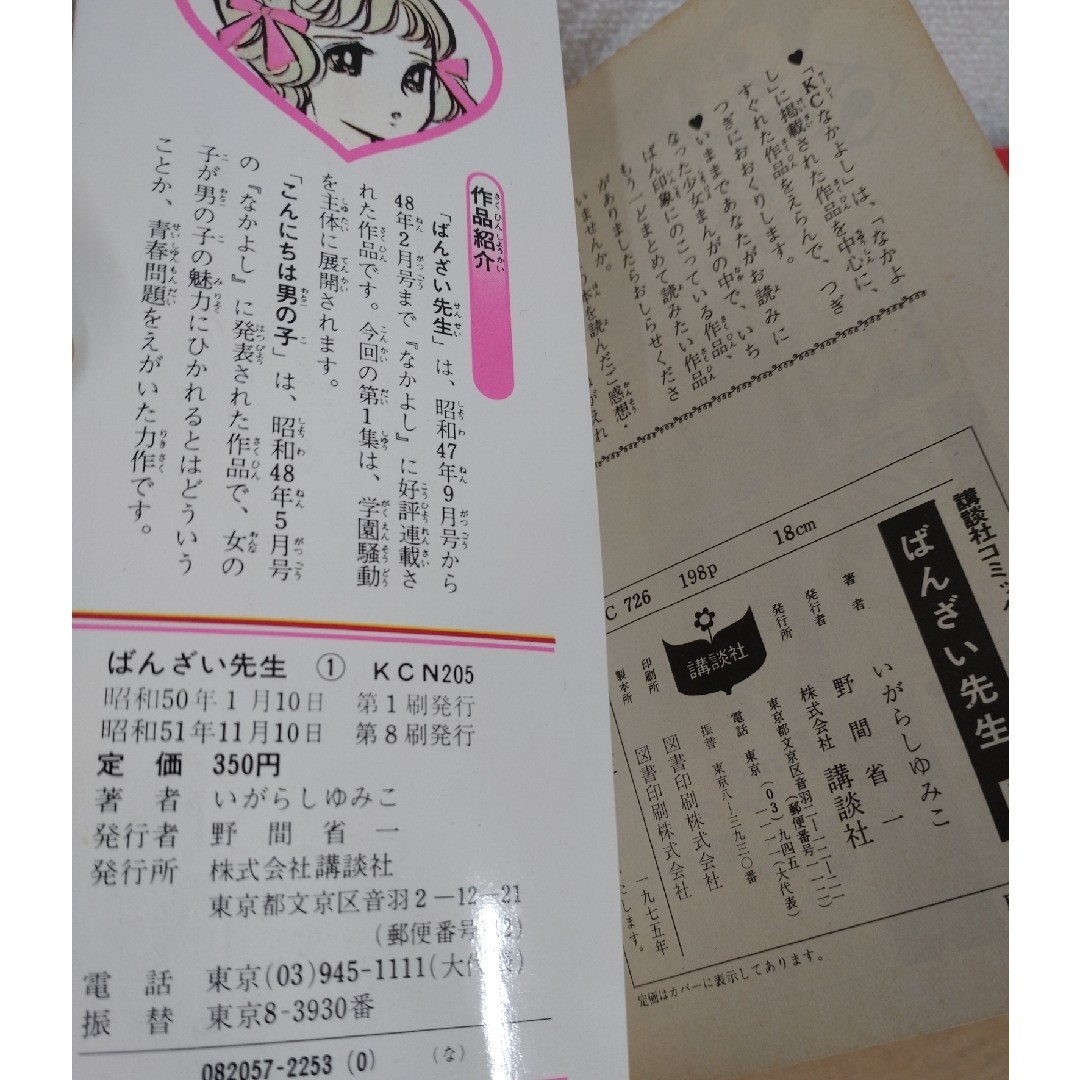 作品紹介
「ばんざい先生」は、昭和47年9月号から
48年2月号まで『なかよし』に好評連載さ
れた作品です。今回の第1集は、学園騒動
を主体に展開されます。
「こんにちは男の子」は、昭和48年5月号
の『なかよし』に発表された作品で、女の
子が男の子の魅力にひかれるとはどういう
ことか、青春問題をえがいた力作です。
ばんざい先生 ① KCN205
昭和50年1月10日 第1刷発行
昭和51年11月10日 第8刷発行
定価 350円
著者 いがらしゆみこ
発行者 野間省一
発行所 株式会社講談社
東京都文京区音羽2-12-21
(郵便番号
電話 東京(03)945-1111(大代
振替 東京8-3930番
082057-2253 (0) (な)
♥「KCなかよし」は、「なかよ
し」に掲載された作品を中心に、
すぐれた作品をえらんで、つぎ
つぎにおおくりします。
♥いままであなたがお読みに
なった少女まんがの中で、いち
ばん印象にのこっている作品、
もう一どまとめて読みたい作品
がありましたらおしらせくださ
いませんか。
本を読んだご感想・
講談社コミックス
ばんざい先生
18cm
198p
C 726
著者 いがらしゆみこ
発行者 野間省一
発行所 株式会社 講談社
東京都文京区音羽二-一二-二一
(郵便番号一一二)
電話 東京(03)九四五-一一一一(大代表)
振替 東京八-三九三〇番
印刷所 図書印刷株式会社
製本所 図書印刷株式会社
一九七五年
講談社
定価はカバーに表示してあります。